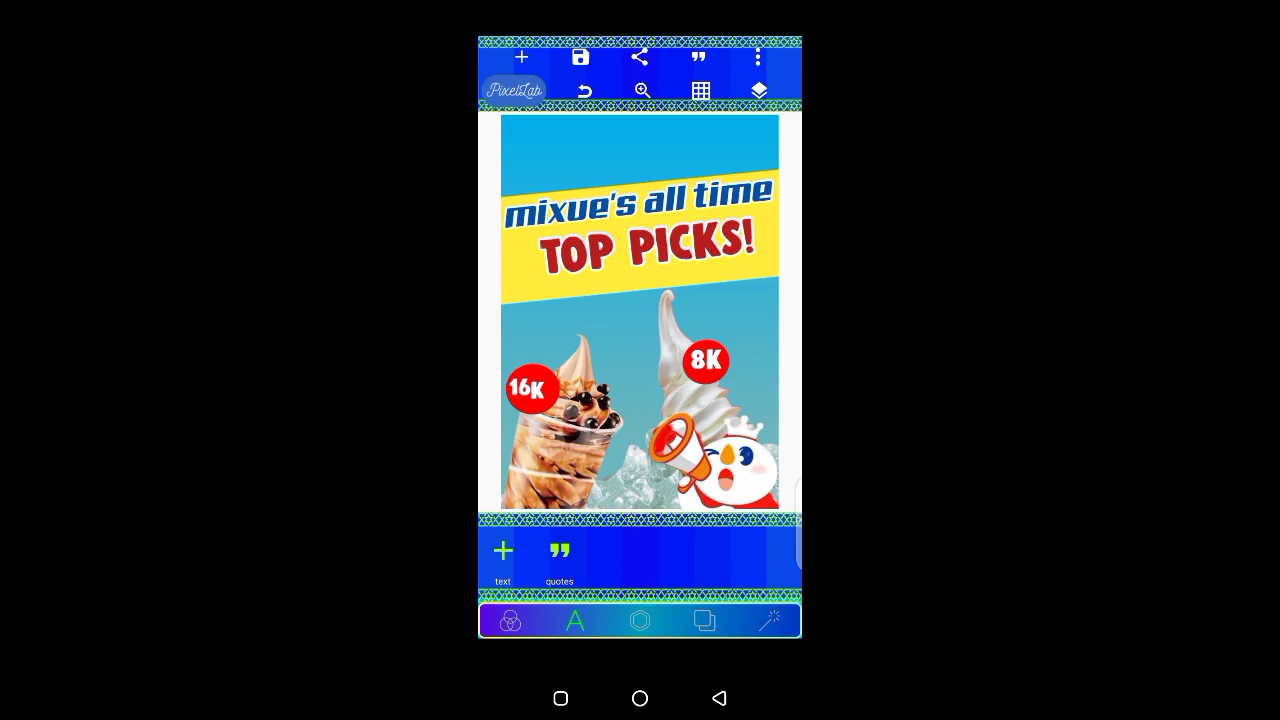 PixelLab
mixue's all time
TOP PICKS!
8K
16K
text
quotes